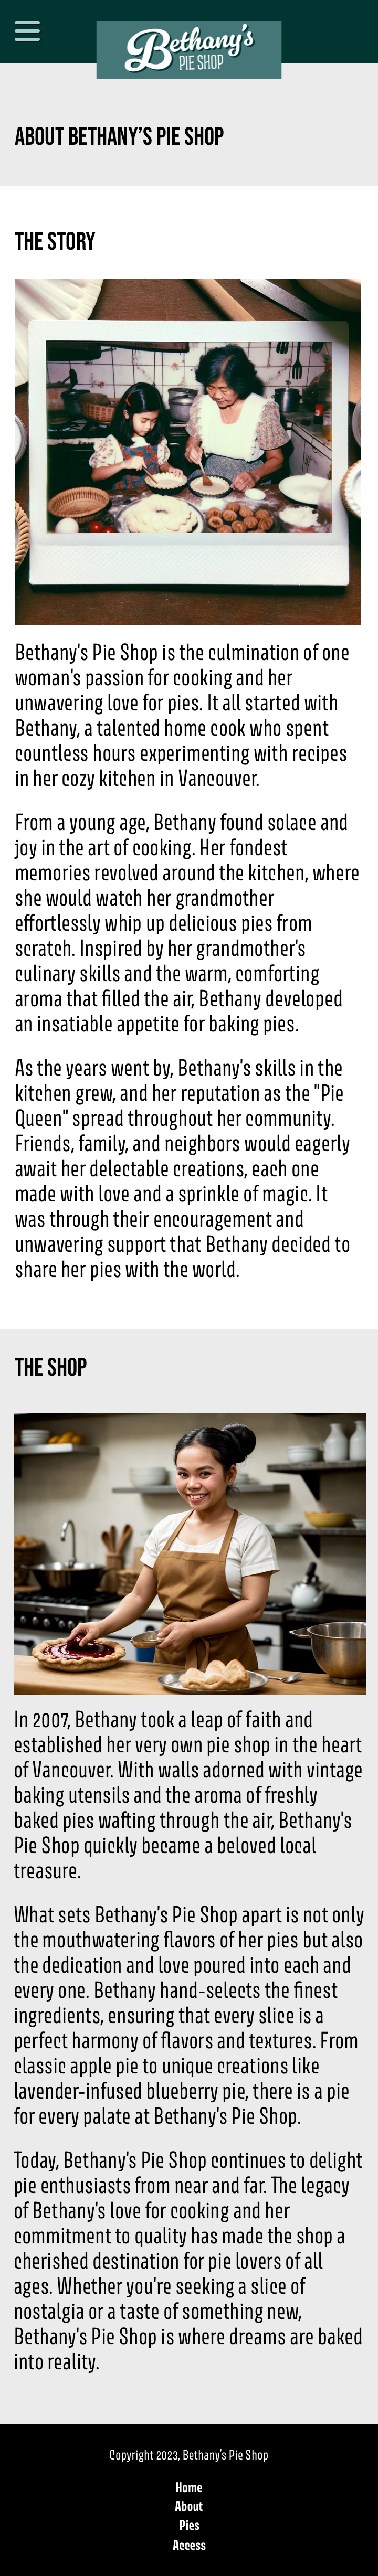 Bethany's
PIE SHOP
ABOUT BETHANY’S PIE SHOP
THE STORY
Bethany's Pie Shop is the culmination of one
woman's passion for cooking and her
unwavering love for pies. It all started with
Bethany, a talented home cook who spent
countless hours experimenting with recipes
in her cozy kitchen in Vancouver.
From a young age, Bethany found solace and
joy in the art of cooking. Her fondest
memories revolved around the kitchen, where
she would watch her grandmother
effortlessly whip up delicious pies from
scratch. Inspired by her grandmother's
culinary skills and the warm, comforting
aroma that filled the air, Bethany developed
an insatiable appetite for baking pies.
As the years went by, Bethany's skills in the
kitchen grew, and her reputation as the "Pie
Queen" spread throughout her community.
Friends, family, and neighbors would eagerly
await her delectable creations, each one
made with love and a sprinkle of magic. It
was through their encouragement and
unwavering support that Bethany decided to
share her pies with the world.
THE SHOP
In 2007, Bethany took a leap of faith and
established her very own pie shop in the heart
of Vancouver. With walls adorned with vintage
baking utensils and the aroma of freshly
baked pies wafting through the air, Bethany's
Pie Shop quickly became a beloved local
treasure.
What sets Bethany's Pie Shop apart is not only
the mouthwatering flavors of her pies but also
the dedication and love poured into each and
every one. Bethany hand-selects the finest
ingredients, ensuring that every slice is a
perfect harmony of flavors and textures. From
classic apple pie to unique creations like
lavender-infused blueberry pie, there is a pie
for every palate at Bethany's Pie Shop.
Today, Bethany's Pie Shop continues to delight
pie enthusiasts from near and far. The legacy
of Bethany's love for cooking and her
commitment to quality has made the shop a
cherished destination for pie lovers of all
ages. Whether you're seeking a slice of
nostalgia or a taste of something new,
Bethany's Pie Shop is where dreams are baked
into reality.
Copyright 2023, Bethany's Pie Shop
Home
About
Pies
Access